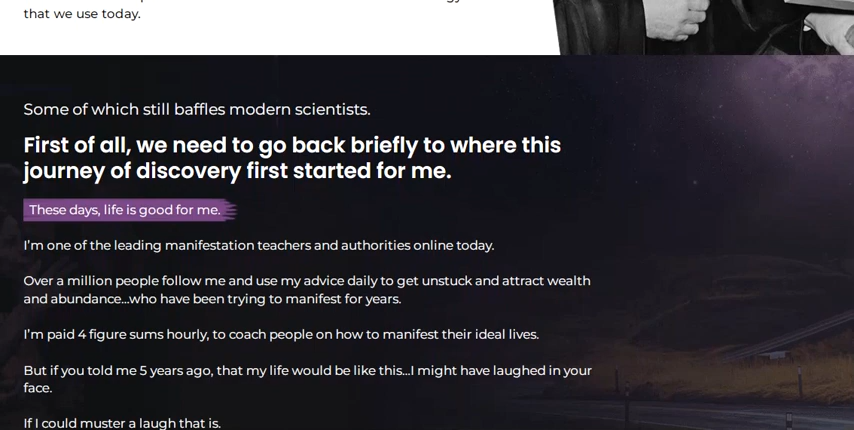 that we use today.
Some of which still baffles modern scientists.
First of all, we need to go back briefly to where this
journey of discovery first started for me.
These days, life is good for me.
I'm one of the leading manifestation teachers and authorities online today.
Over a million people follow me and use my advice daily to get unstuck and attract wealth
and abundance...who have been trying to manifest for years.
I'm paid 4 figure sums hourly, to coach people on how to manifest their ideal lives.
But if you told me 5 years ago, that my life would be like this...I might have laughed in your
face.
If I could muster a laugh that is.